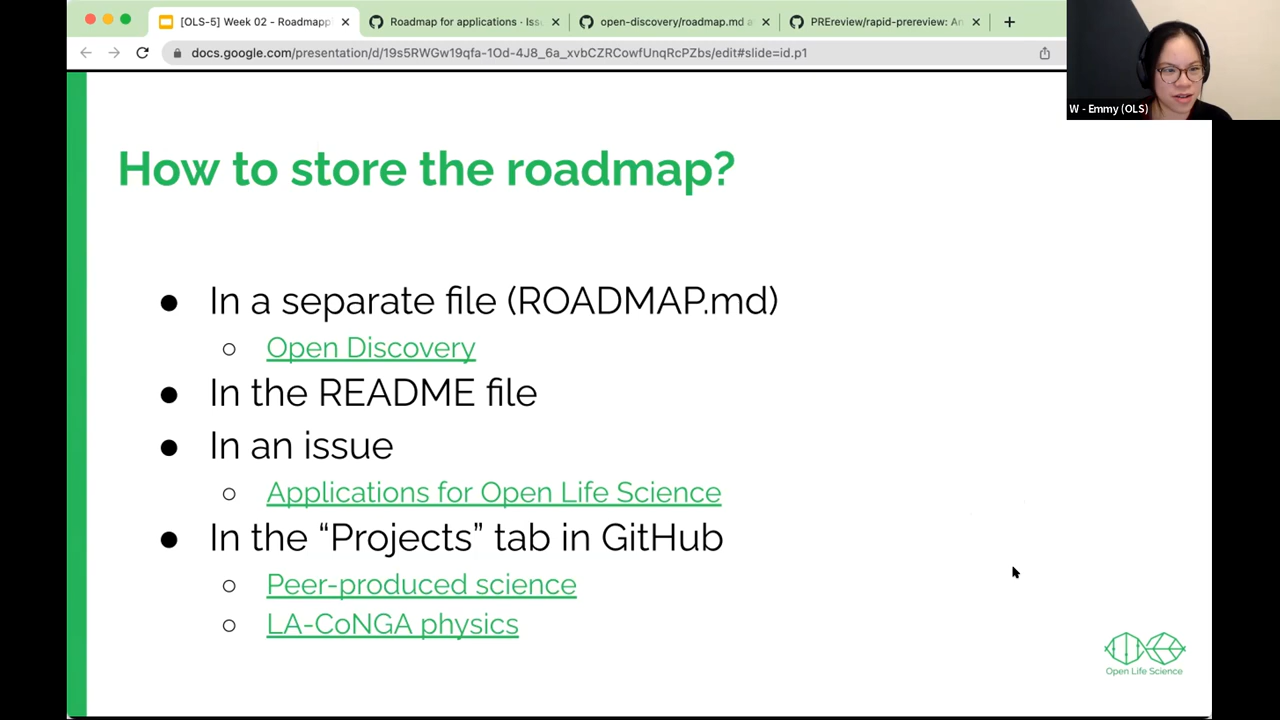 [OLS-5] Week 02 - Roadmapp
Roadmap for applications · Iss
open-discovery/roadmap.md a
PREreview/rapid-prereview: An
docs.google.com/presentation/d/19s5RWGw19qfa-1Od-4J8_6a_xvbCZRCowfUnqRcPZbs/edit#slide=id.p1
W - Emmy (OLS)
How to store the roadmap?
● In a separate file (ROADMAP.md)
○ Open Discovery
● In the README file
● In an issue
○ Applications for Open Life Science
● In the “Projects” tab in GitHub
○ Peer-produced science
○ LA-CoNGA physics
Open Life Science